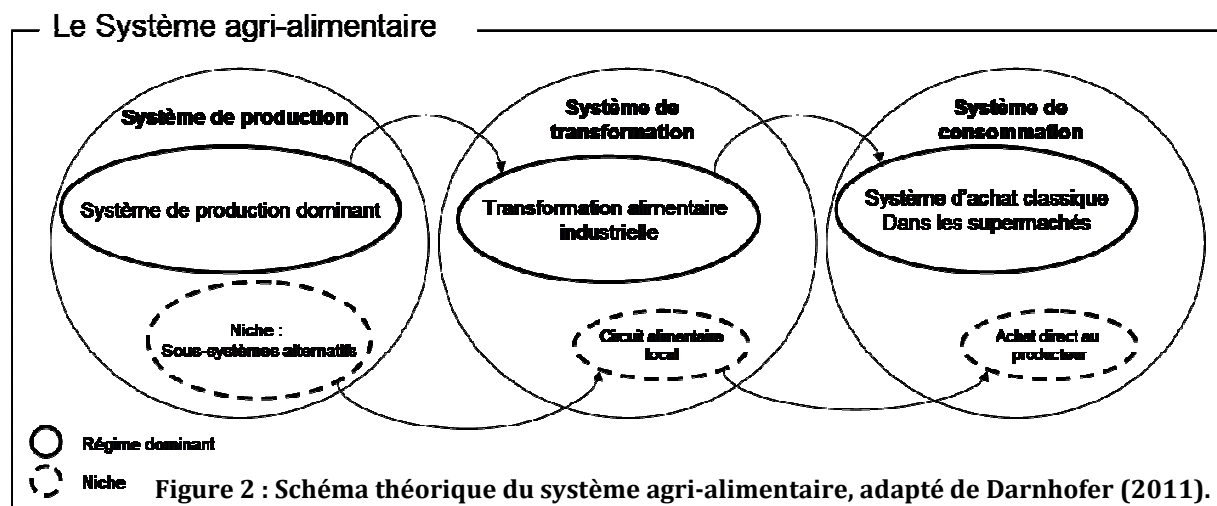 Le Système agri-alimentaire
Système de production
Système de production dominant
Niche :
Sous-systèmes alternatifs
Système de
transformation
Transformation alimentaire
industrielle
Circuit alimentaire
local
Système de
consommation
Système d'achat classique
Dans les supermachés
Achat direct au
producteur
Régime dominant
Niche
Figure 2 : Schéma théorique du système agri-alimentaire, adapté de Darnhofer (2011).